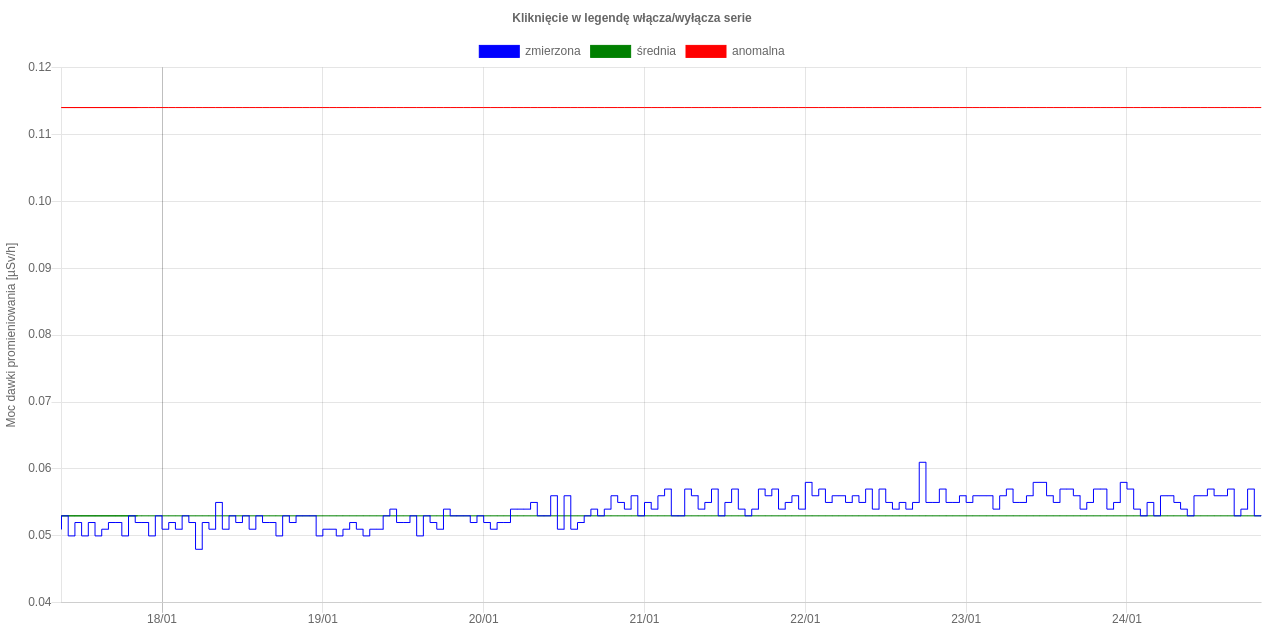 Kliknięcie w legendę włącza/wyłącza serie
zmierzona średnia anomalna
Moc dawki promieniowania [µSv/h]
0.12
0.11
0.10
0.09
0.08
0.07
0.06
0.05
0.04
18/01 19/01 20/01 21/01 22/01 23/01 24/01